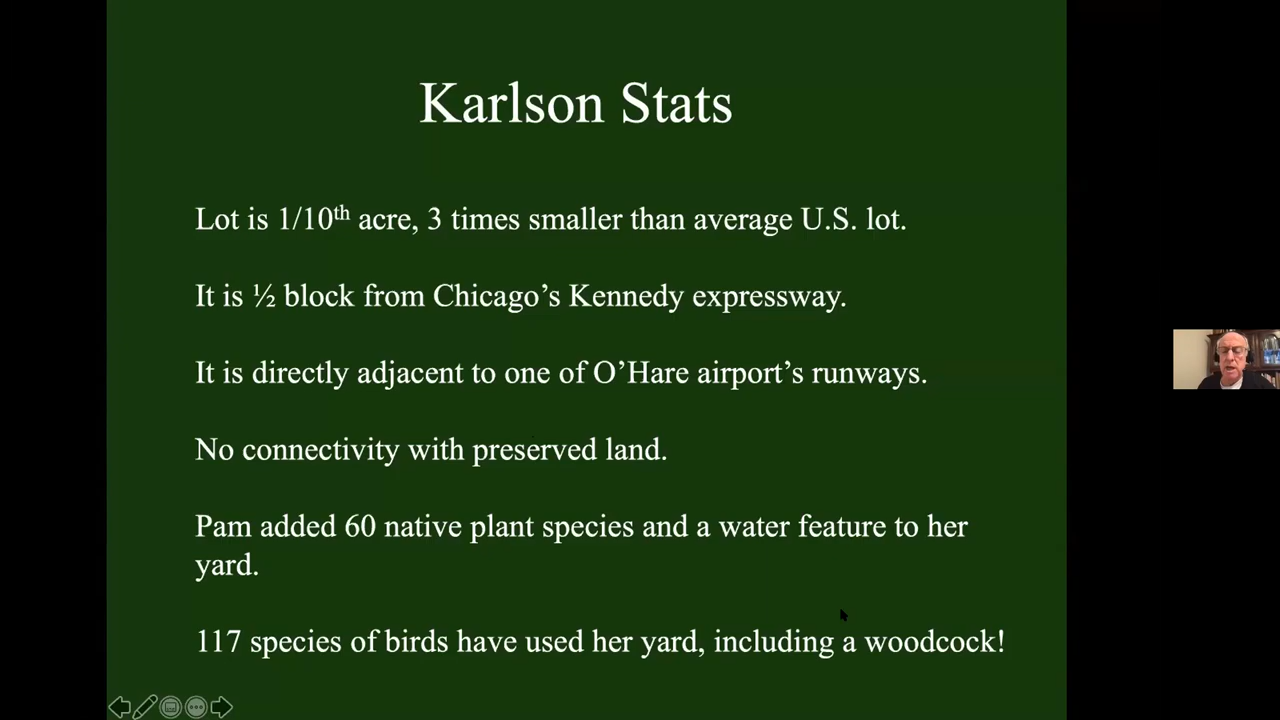 Karlson Stats
Lot is 1/10th acre, 3 times smaller than average U.S. lot.
It is ½ block from Chicago’s Kennedy expressway.
It is directly adjacent to one of O’Hare airport’s runways.
No connectivity with preserved land.
Pam added 60 native plant species and a water feature to her
yard.
117 species of birds have used her yard, including a woodcock!